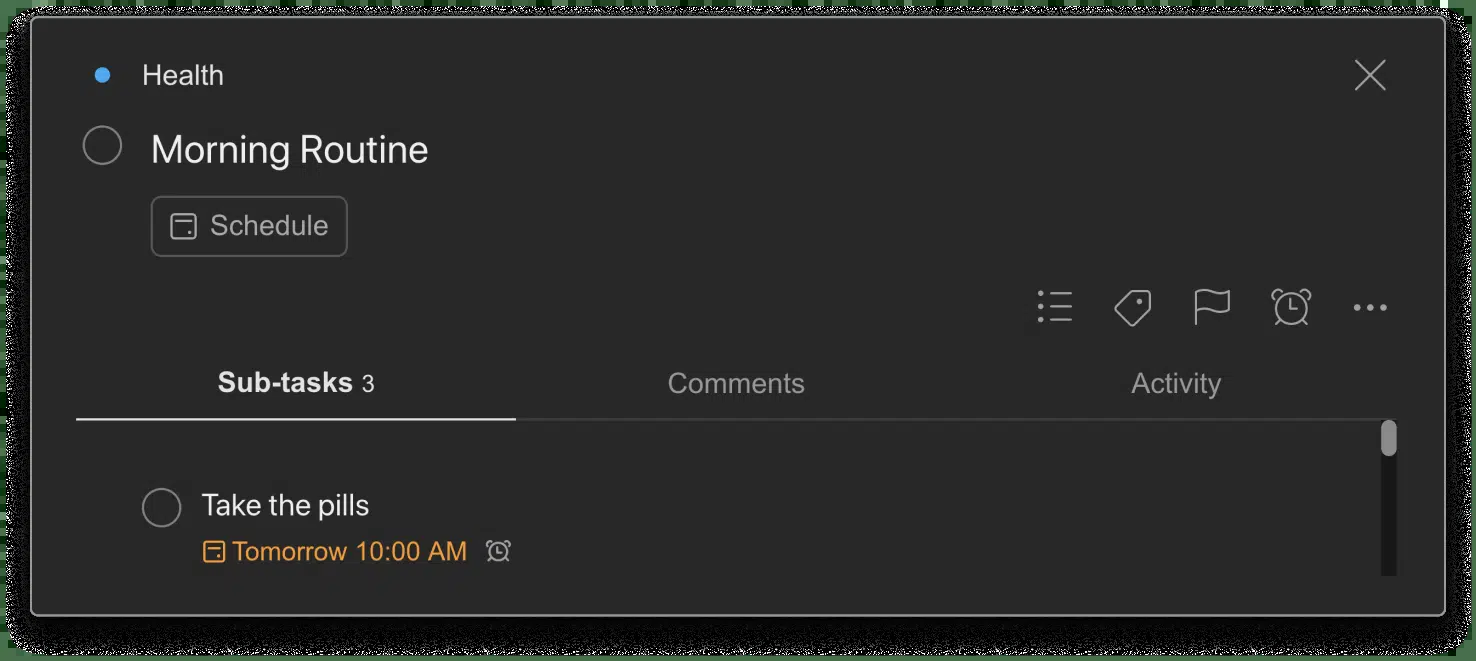 Health
Morning Routine
Schedule
Sub-tasks 3
Comments
Activity
Take the pills
Tomorrow 10:00 AM